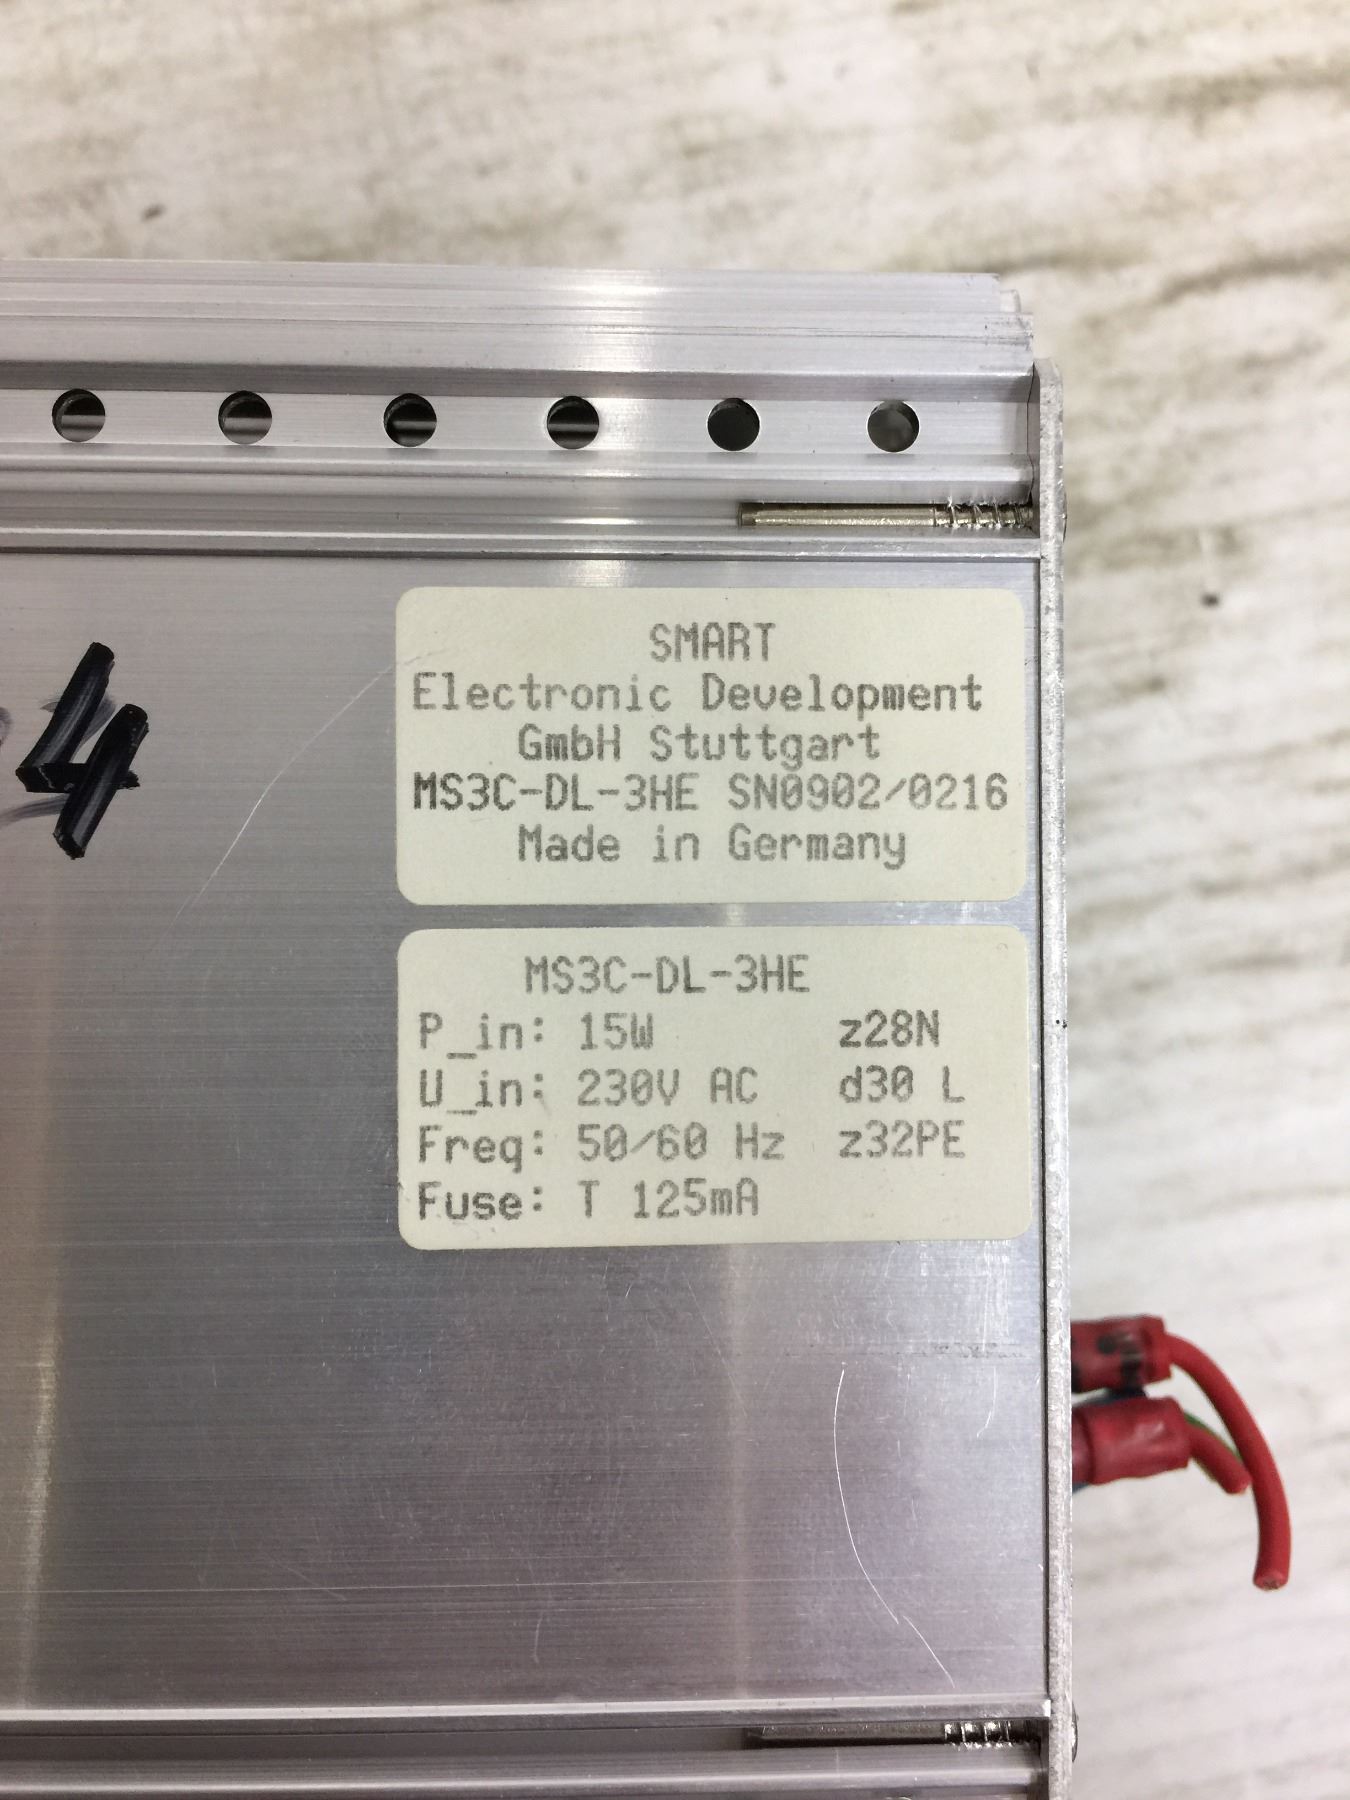 SMART
Electronic Development
GmbH Stuttgart
MS3C-DL-3HE SN0902/0216
Made in Germany
4
MS3C-DL-3HE
P_in: 15W z28N
U_in: 230V AC d30 L
Freq: 50/60 Hz z32PE
Fuse: T 125mA